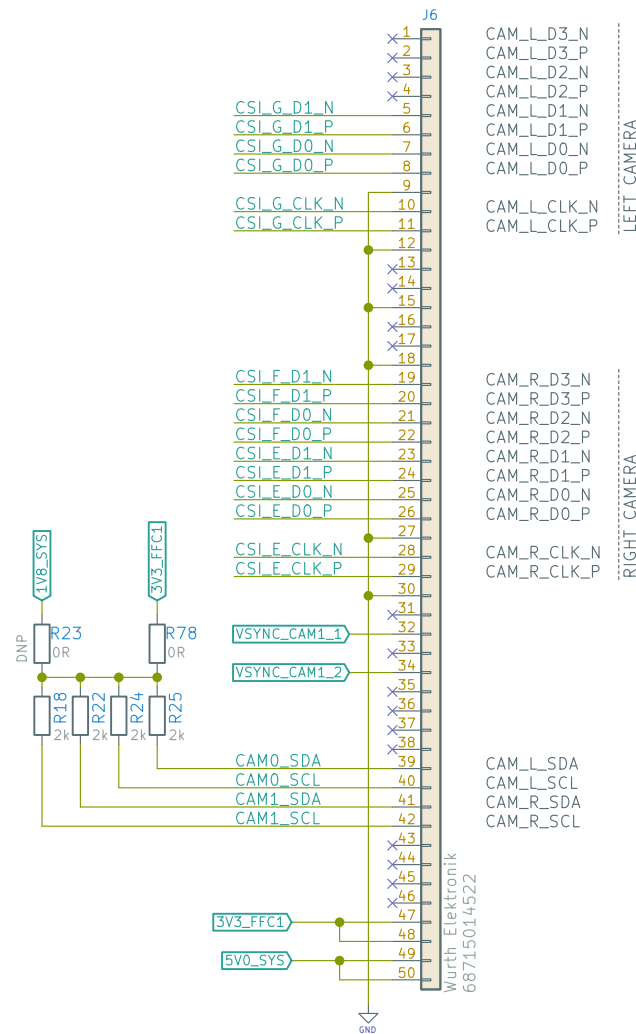 J6
1 CAM_L_D3_N
2 CAM_L_D3_P
3 CAM_L_D2_N
4 CAM_L_D2_P
CSI_G_D1_N 5 CAM_L_D1_N
CSI_G_D1_P 6 CAM_L_D1_P
CSI_G_D0_N 7 CAM_L_D0_N
CSI_G_D0_P 8 CAM_L_D0_P
9
CSI_G_CLK_N 10 CAM_L_CLK_N
CSI_G_CLK_P 11 CAM_L_CLK_P
LEFT CAMERA
12
13
14
15
16
17
18
CSI_F_D1_N 19 CAM_R_D3_N
CSI_F_D1_P 20 CAM_R_D3_P
CSI_F_D0_N 21 CAM_R_D2_N
CSI_F_D0_P 22 CAM_R_D2_P
CSI_E_D1_N 23 CAM_R_D1_N
CSI_E_D1_P 24 CAM_R_D1_P
CSI_E_D0_N 25 CAM_R_D0_N
CSI_E_D0_P 26 CAM_R_D0_P
27
CSI_E_CLK_N 28 CAM_R_CLK_N
CSI_E_CLK_P 29 CAM_R_CLK_P
RIGHT CAMERA
30
31
1V8_SYS
3V3_FFC1
VSYNC_CAM1_1 32
33
VSYNC_CAM1_2 34
DNP
R23
0R
R78
0R
R18
2k
R22
2k
R24
2k
R25
2k
35
36
37
38
CAM0_SDA 39 CAM_L_SDA
CAM0_SCL 40 CAM_L_SCL
CAM1_SDA 41 CAM_R_SDA
CAM1_SCL 42 CAM_R_SCL
43
44
45
46
3V3_FFC1 47
48
5V0_SYS 49
50
Wurth Elektronik
68715014522
GND